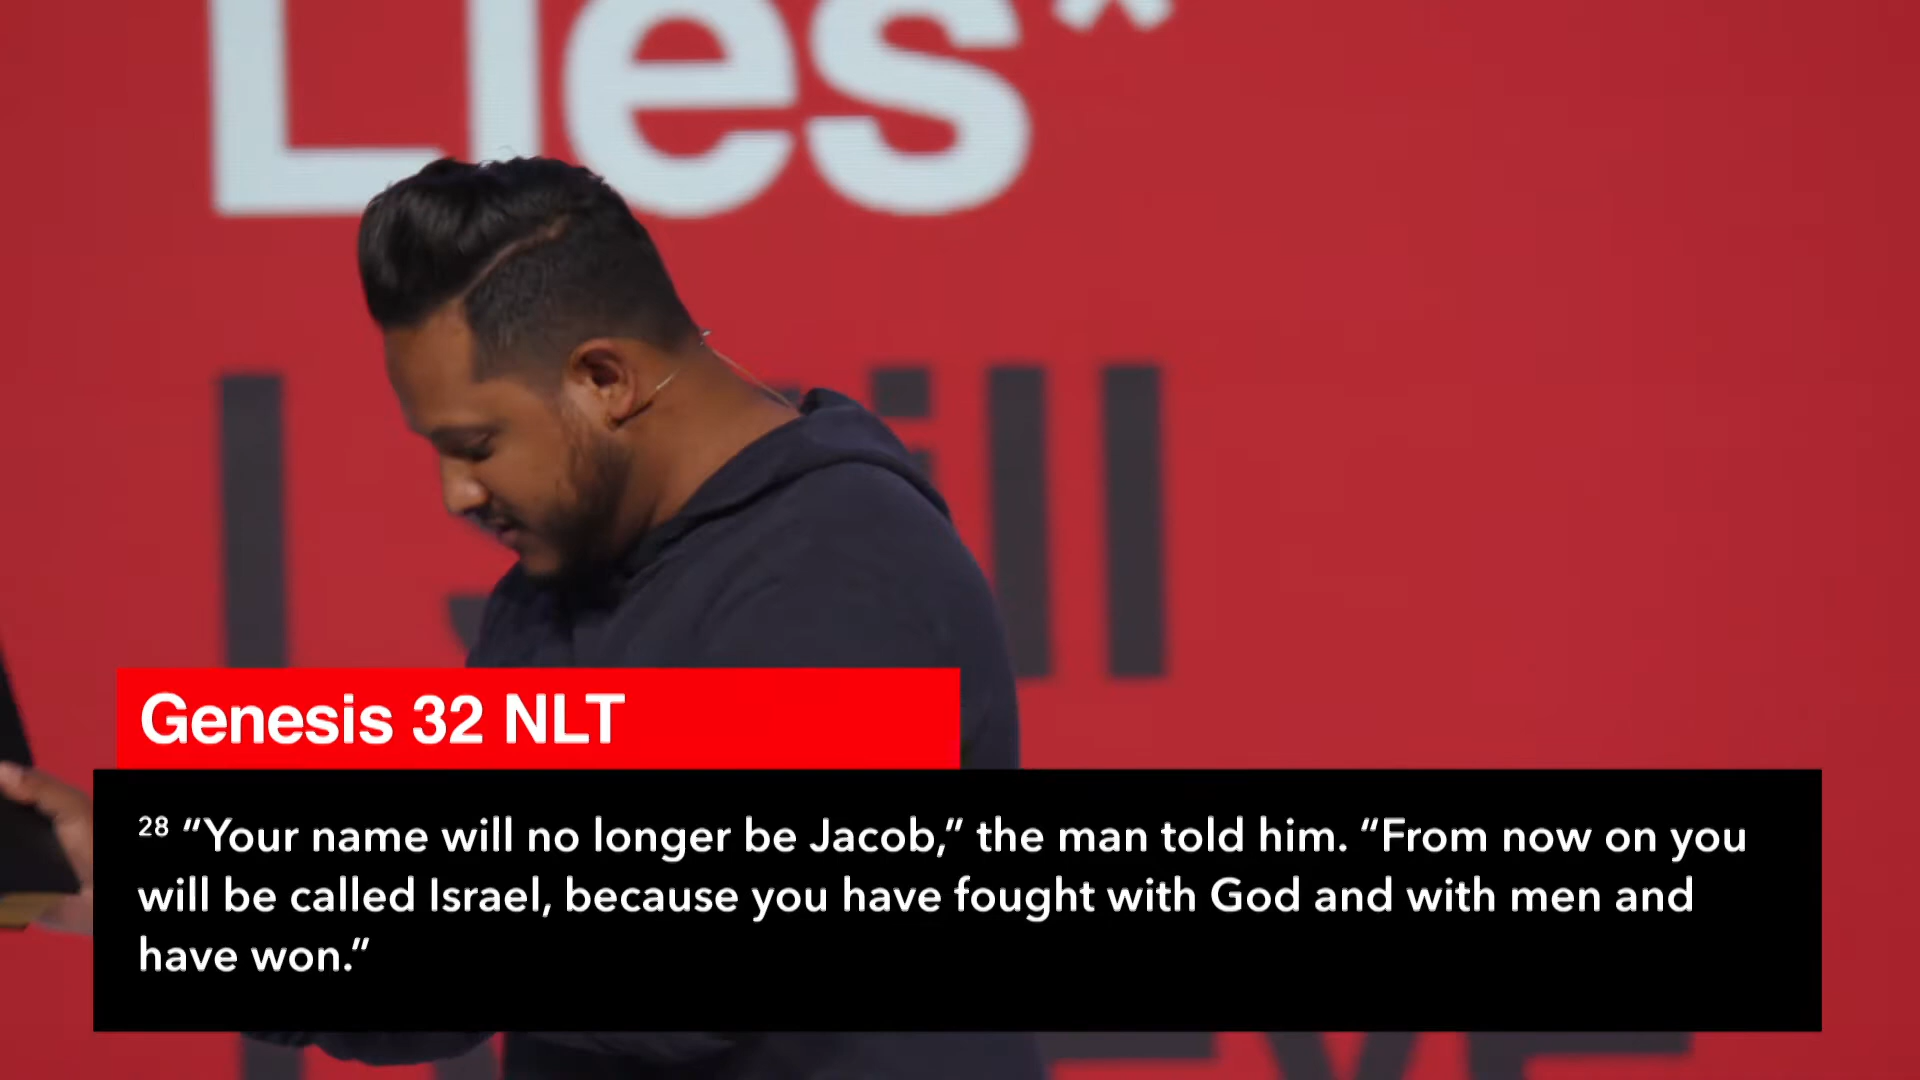 Lies*
Genesis 32 NLT
28 “Your name will no longer be Jacob,” the man told him. “From now on you
will be called Israel, because you have fought with God and with men and
have won.”